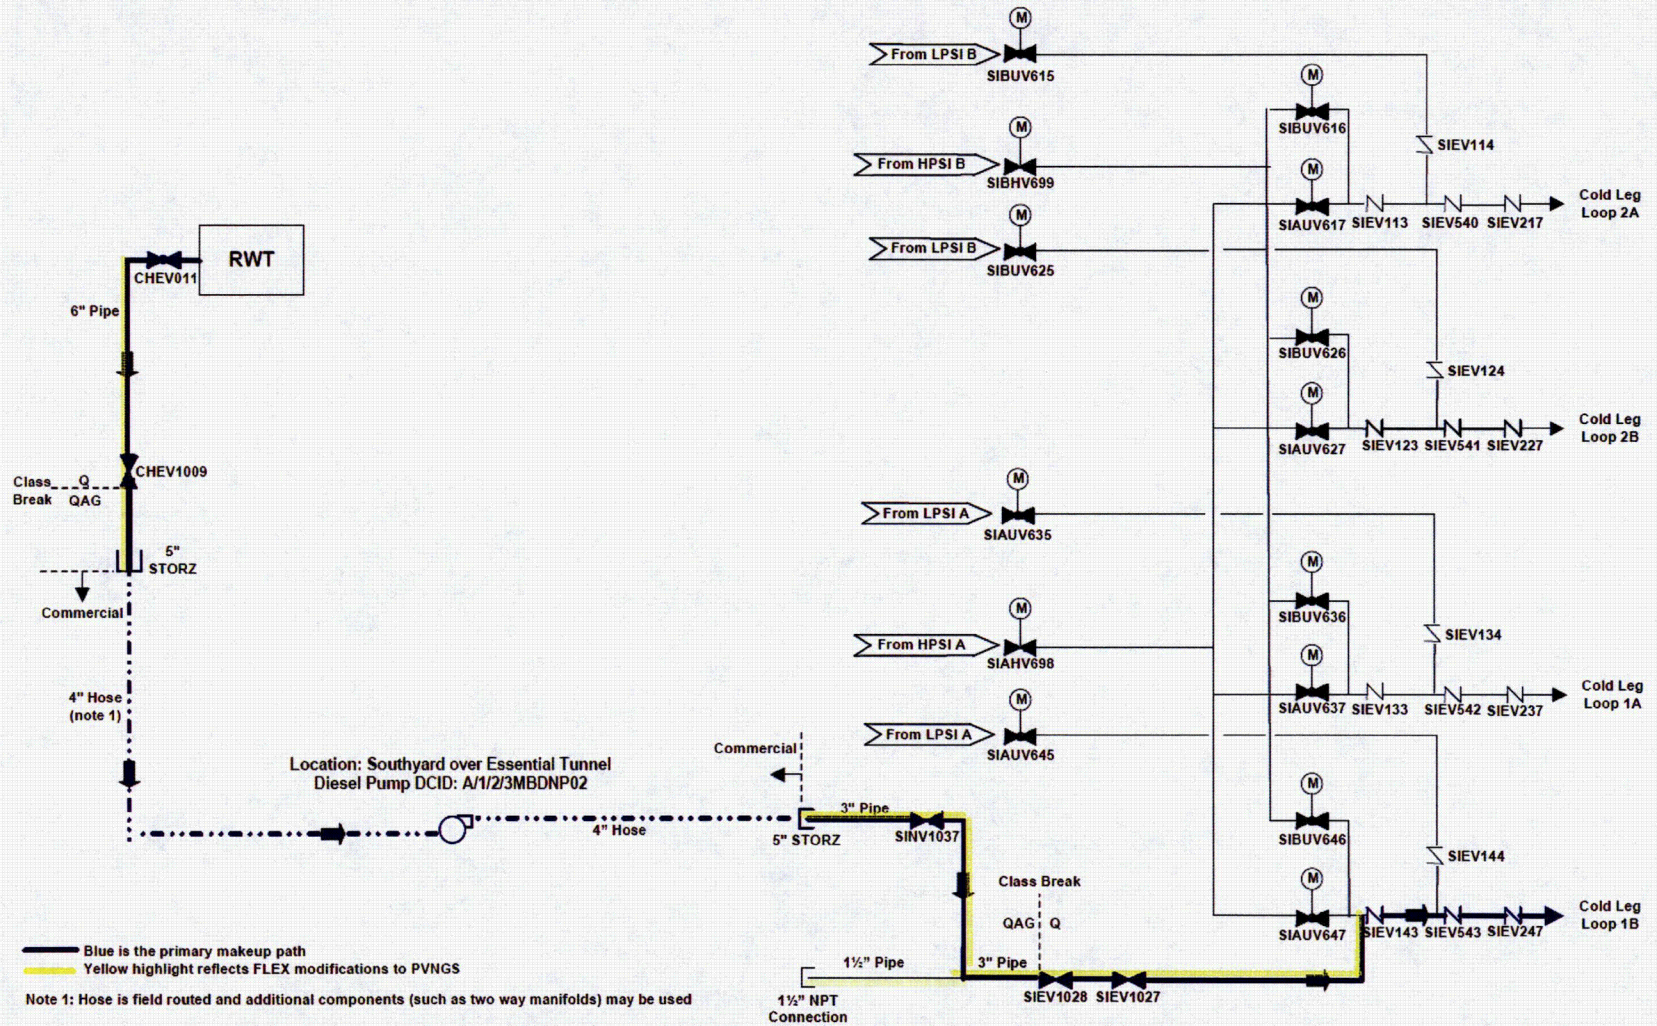 M
From LPSI B
SIBUV615
M
SIBUV616
M
From HPSI B
SIBHV699
SIEV114
M
SIAUV617
SIEV113
SIEV540
SIEV217
Cold Leg
Loop 2A
M
From LPSI B
SIBUV625
RWT
CHEV011
6" Pipe
M
SIBUV626
SIEV124
M
SIAUV627
SIEV123
SIEV541
SIEV227
Cold Leg
Loop 2B
CHEV1009
Class
Break
Q
QAG
M
From LPSI A
SIAUV635
5"
STORZ
Commercial
M
SIBUV636
M
From HPSI A
SIAHV698
SIEV134
M
SIAUV637
SIEV133
SIEV542
SIEV237
Cold Leg
Loop 1A
4" Hose
(note 1)
M
From LPSI A
SIAUV645
Commercial
Location: Southyard over Essential Tunnel
Diesel Pump DCID: A/1/2/3MBDNP02
4" Hose
5" STORZ
3" Pipe
SINV1037
M
SIBUV646
SIEV144
M
SIAUV647
SIEV143
SIEV543
SIEV247
Cold Leg
Loop 1B
Class Break
QAG
Q
1½" Pipe
3" Pipe
SIEV1028
SIEV1027
1½" NPT
Connection
Blue is the primary makeup path
Yellow highlight reflects FLEX modifications to PVNGS
Note 1: Hose is field routed and additional components (such as two way manifolds) may be used